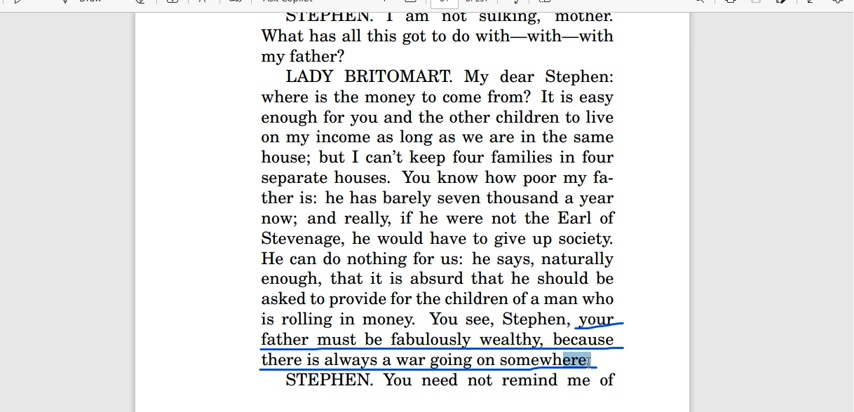 STEPHEN. I am not sulking, mother.
What has all this got to do with—with—with
my father?
LADY BRITOMART. My dear Stephen:
where is the money to come from? It is easy
enough for you and the other children to live
on my income as long as we are in the same
house; but I can't keep four families in four
separate houses. You know how poor my fa-
ther is: he has barely seven thousand a year
now; and really, if he were not the Earl of
Stevenage, he would have to give up society.
He can do nothing for us: he says, naturally
enough, that it is absurd that he should be
asked to provide for the children of a man who
is rolling in money. You see, Stephen, your
father must be fabulously wealthy, because
there is always a war going on somewhere.
STEPHEN. You need not remind me of